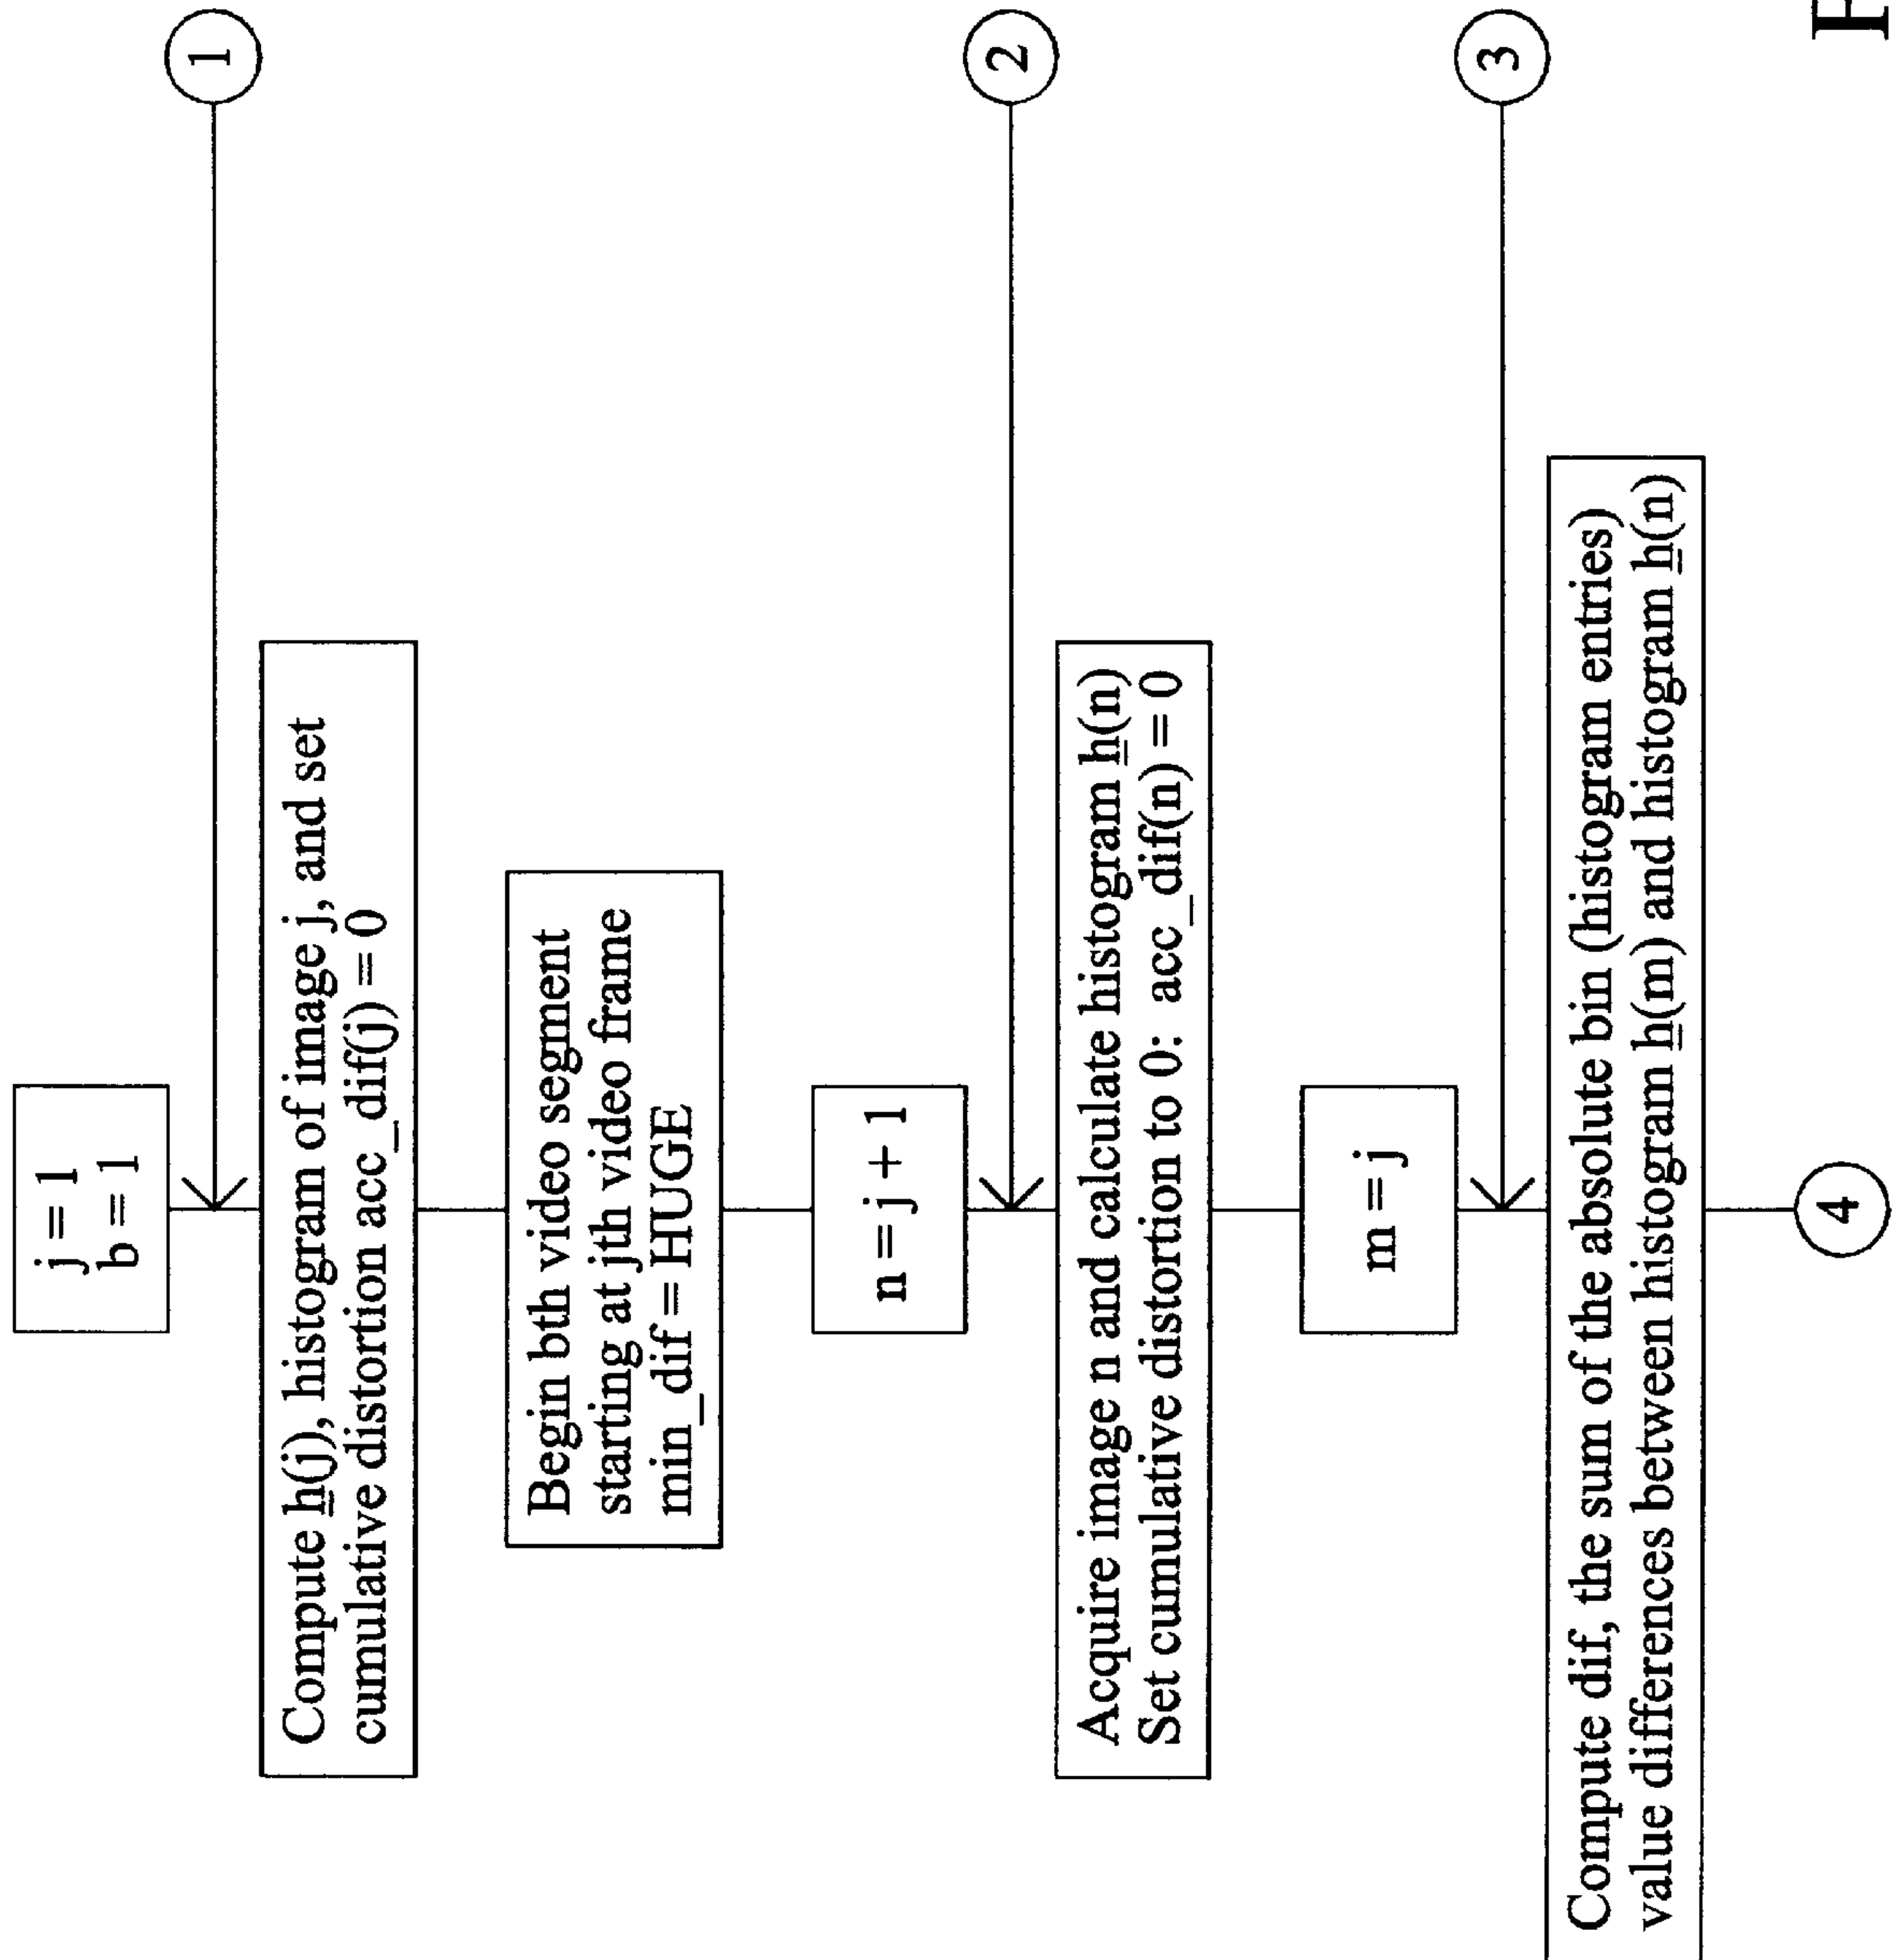 j = 1
b = 1
1
Compute h(j), histogram of image j, and set
cumulative distortion acc_dif(j) = 0
Begin bth video segment
starting at jth video frame
min_dif = HUGE
n = j + 1
2
Acquire image n and calculate histogram h(n)
Set cumulative distortion to 0: acc_dif(n) = 0
m = j
3
Compute dif, the sum of the absolute bin (histogram entries)
value differences between histogram h(m) and histogram h(n)
4